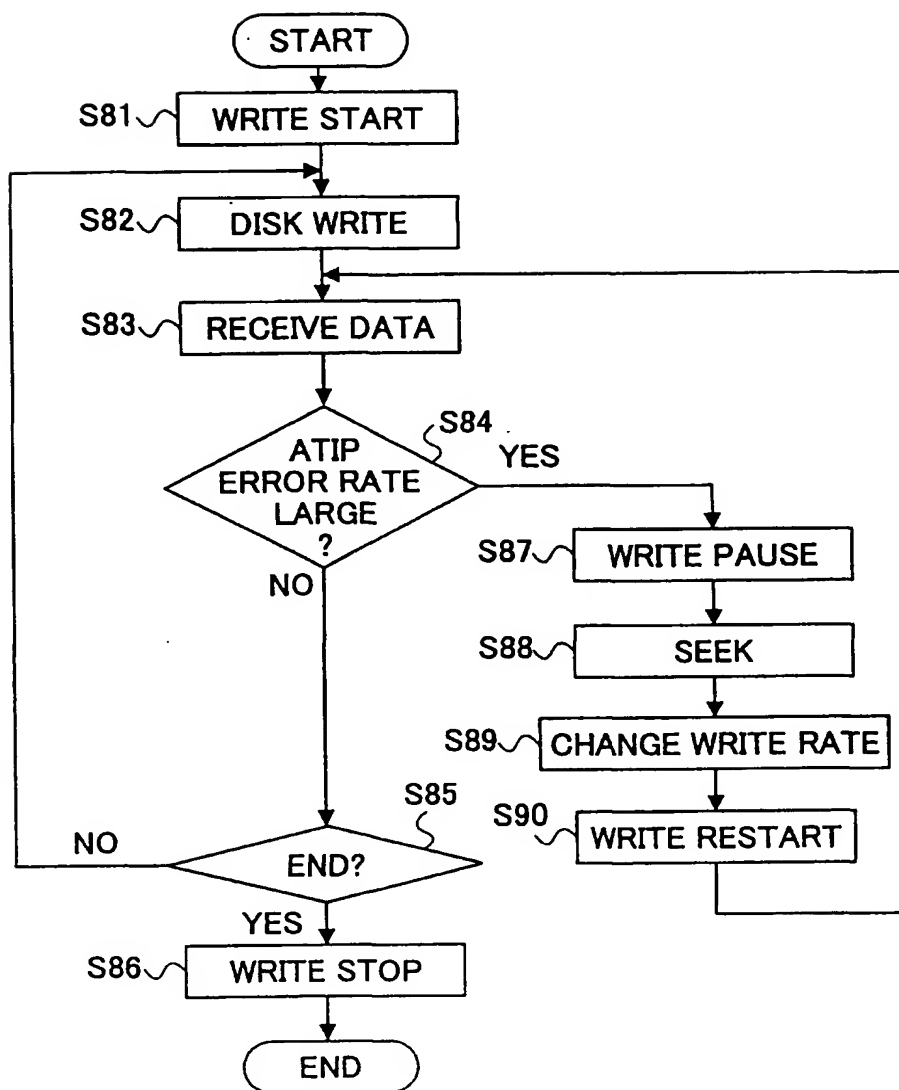 START
S81
WRITE START
S82
DISK WRITE
S83
RECEIVE DATA
S84
ATIP
ERROR RATE
LARGE
?
YES
NO
S87
WRITE PAUSE
S88
SEEK
S89
CHANGE WRITE RATE
S90
WRITE RESTART
S85
END?
NO
YES
S86
WRITE STOP
END